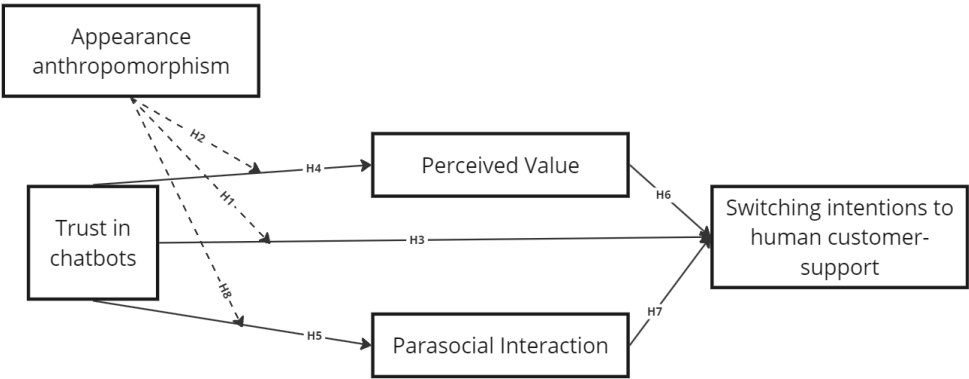 Appearance
anthropomorphism
H2
H4
Perceived Value
H6
H1
Trust in
chatbots
H3
Switching intentions to
human customer-
support
H8
H5
Parasocial Interaction
H7